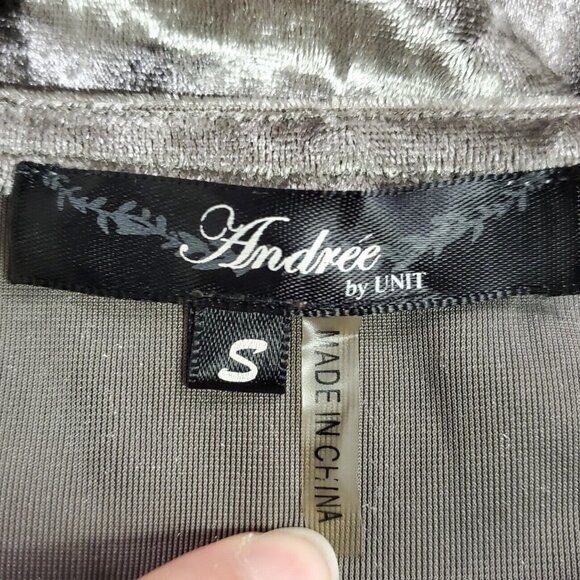 Andrée
by UNIT
S
MADE IN CHINA